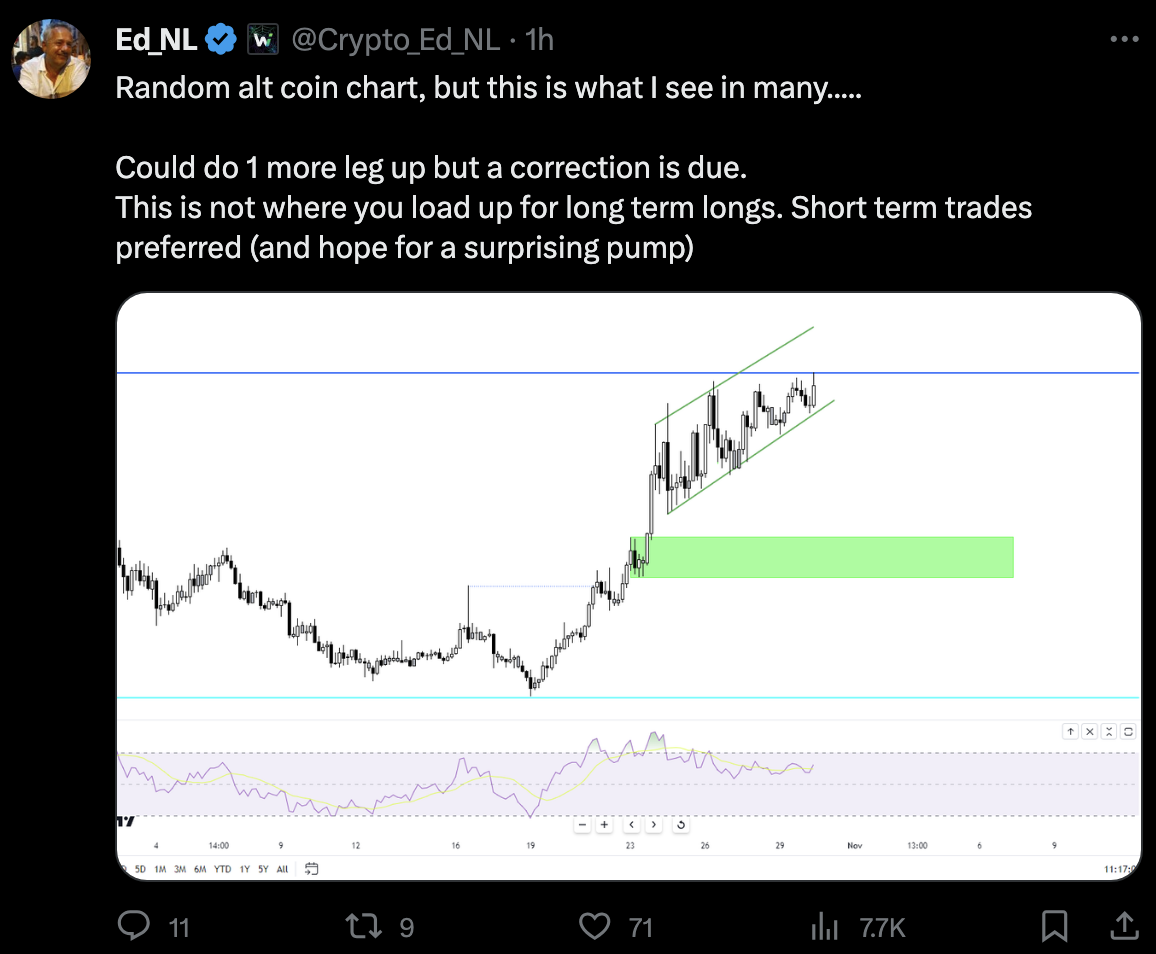 Ed_NL @Crypto_Ed_NL · 1h
Random alt coin chart, but this is what I see in many.....
Could do 1 more leg up but a correction is due.
This is not where you load up for long term longs. Short term trades
preferred (and hope for a surprising pump)
4 14:00 9 12 16 19 23 26 29 Nov 13:00 6 9
5D 1M 3M 6M YTD 1Y 5Y All
11 9 71 7.7K